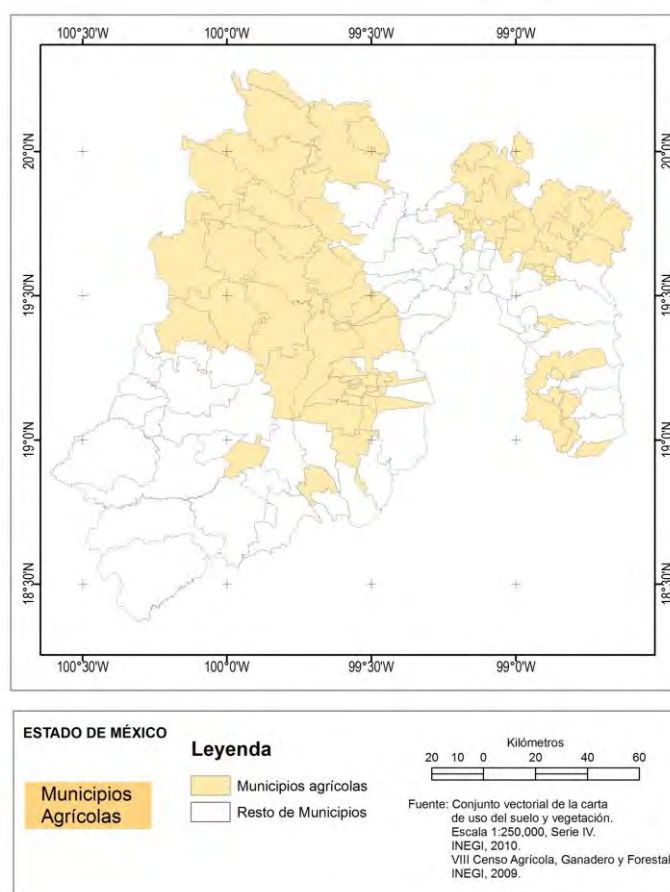 100°30'W 100°0'W 99°30'W 99°0'W
20°0'N 20°0'N
19°30'N 19°30'N
19°0'N 19°0'N
18°30'N 18°30'N
100°30'W 100°0'W 99°30'W 99°0'W
ESTADO DE MÉXICO
Municipios
Agrícolas
Leyenda
Municipios agrícolas
Resto de Municipios
Kilómetros
20 10 0 20 40 60
Fuente: Conjunto vectorial de la carta
de uso del suelo y vegetación.
Escala 1:250,000, Serie IV.
INEGI, 2010.
VIII Censo Agrícola, Ganadero y Forestal
INEGI, 2009.